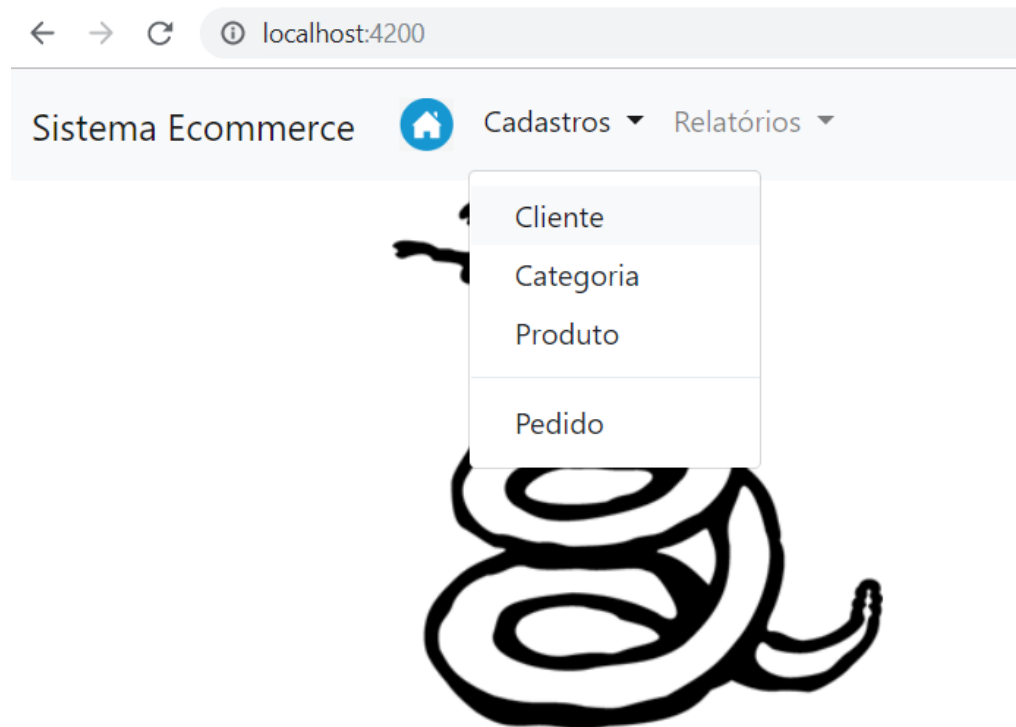 localhost:4200
Sistema Ecommerce Cadastros Relatórios
Cliente
Categoria
Produto
Pedido